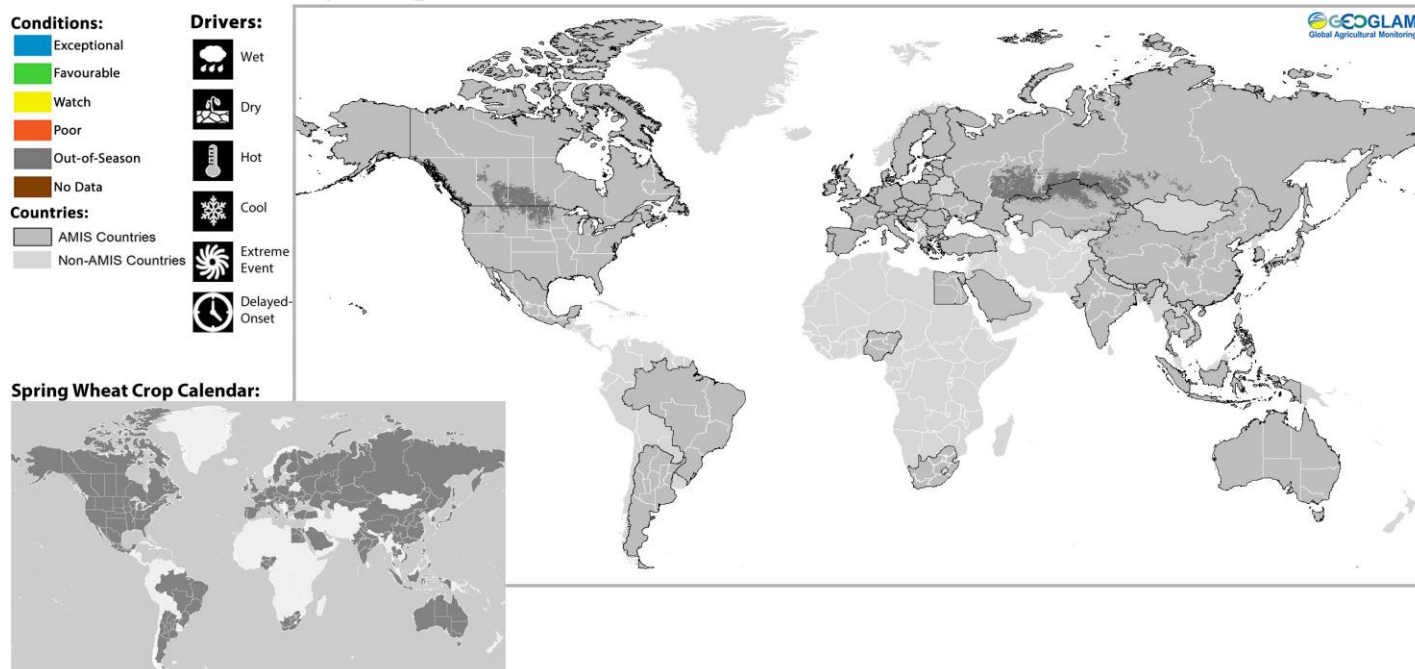 Conditions:
Exceptional
Favourable
Watch
Poor
Out-of-Season
No Data
Countries:
AMIS Countries
Non-AMIS Countries
Drivers:
Wet
Dry
Hot
Cool
Extreme
Event
Delayed-
Onset
GEOGLAM
Global Agricultural Monitoring
Spring Wheat Crop Calendar: